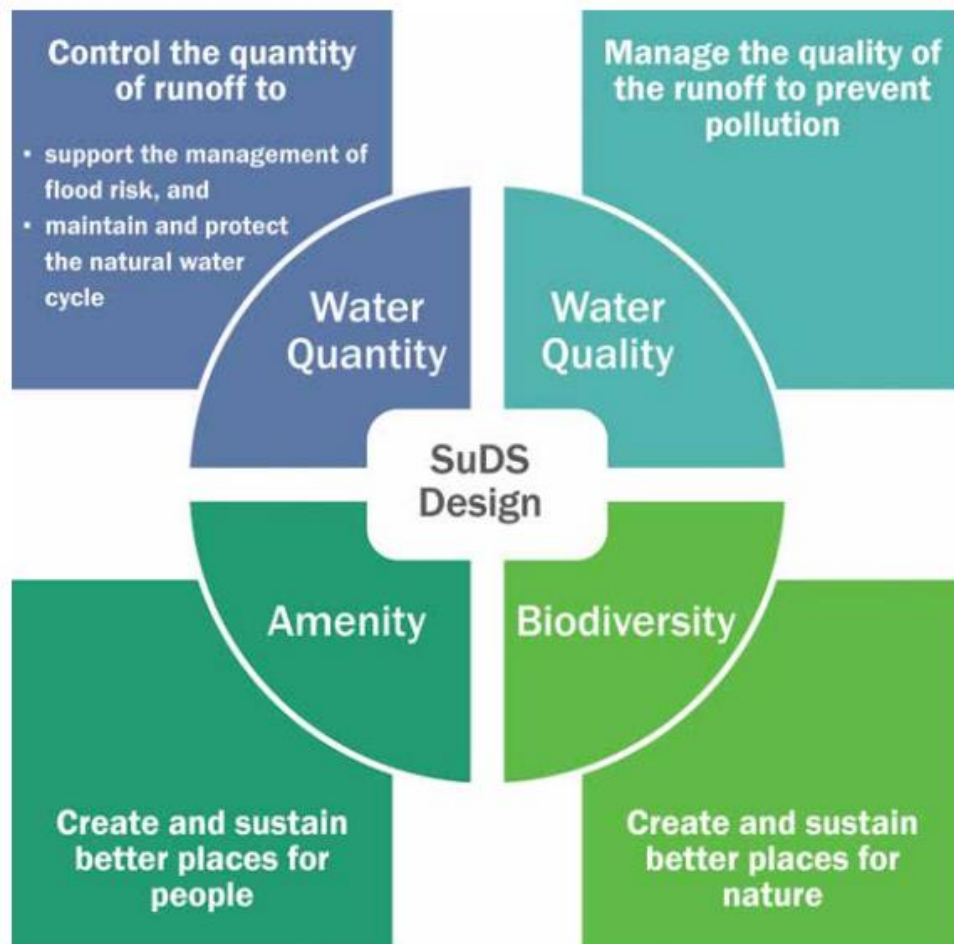 Control the quantity
of runoff to
• support the management of
flood risk, and
• maintain and protect
the natural water
cycle
Manage the quality of
the runoff to prevent
pollution
Water
Quantity
Water
Quality
SuDS
Design
Amenity
Biodiversity
Create and sustain
better places for
people
Create and sustain
better places for
nature